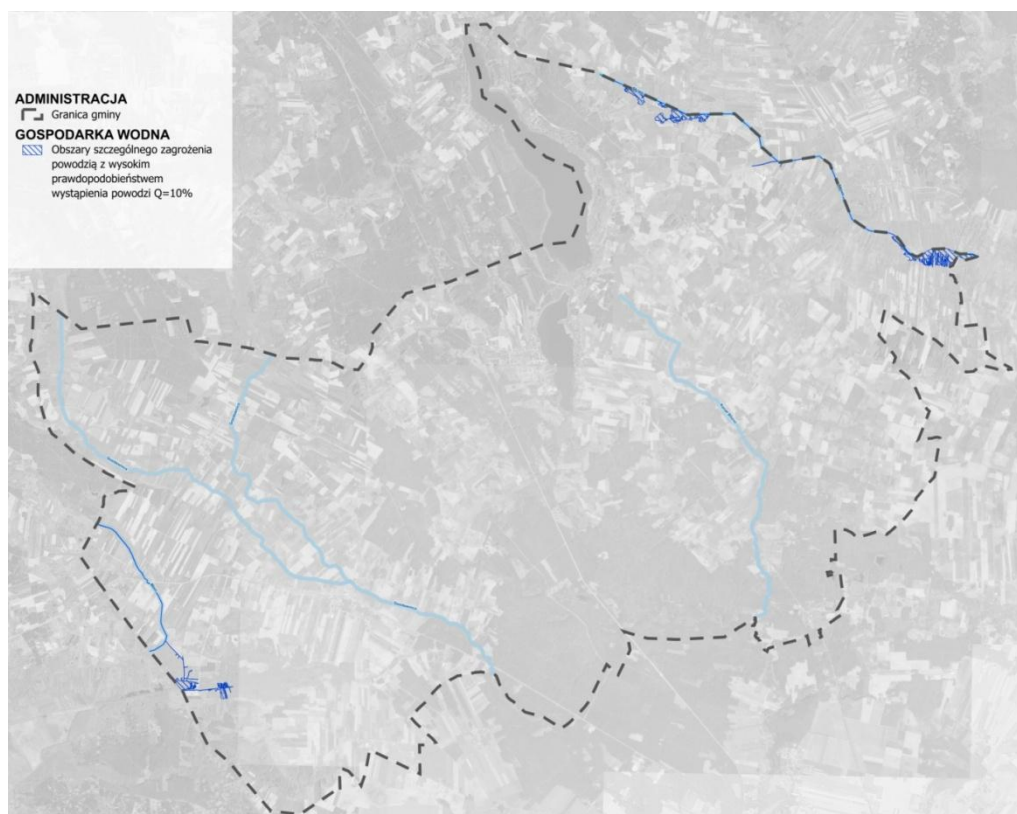 ADMINISTRACJA
Granica gminy
GOSPODARKA WODNA
Obszary szczególnego zagrożenia
powodzią z wysokim
prawdopodobieństwem
wystąpienia powodzi Q=10%